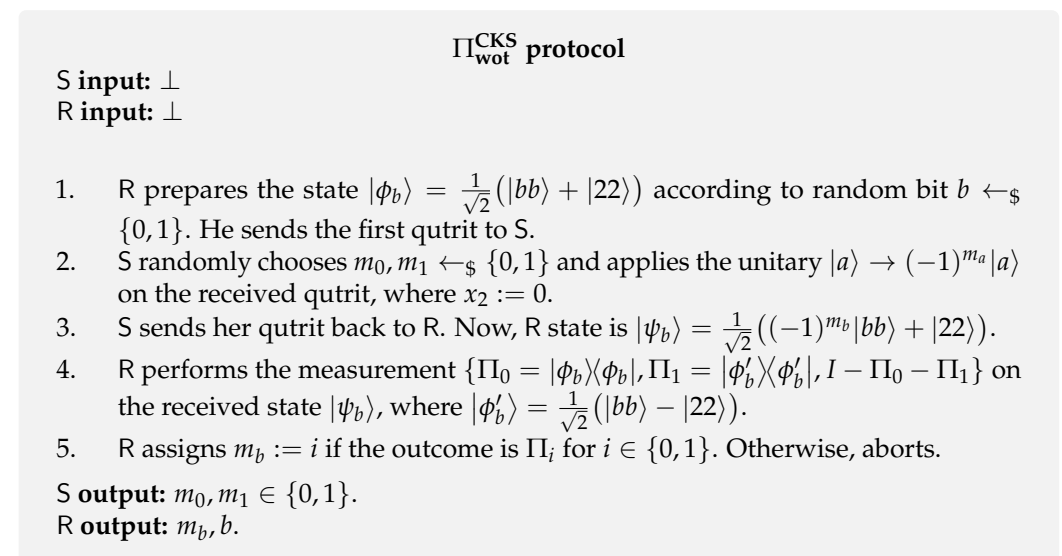 Π^CKS_wot protocol
S input: ⊥
R input: ⊥
1. R prepares the state |ϕ_b⟩ = 1/√2 (|bb⟩ + |22⟩) according to random bit b ←_$
{0, 1}. He sends the first qutrit to S.
2. S randomly chooses m_0, m_1 ←_$ {0, 1} and applies the unitary |a⟩ → (−1)^{m_a}|a⟩
on the received qutrit, where x_2 := 0.
3. S sends her qutrit back to R. Now, R state is |ψ_b⟩ = 1/√2 ((−1)^{m_b}|bb⟩ + |22⟩).
4. R performs the measurement {Π_0 = |ϕ_b⟩⟨ϕ_b|, Π_1 = |ϕ′_b⟩⟨ϕ′_b|, I − Π_0 − Π_1} on
the received state |ψ_b⟩, where |ϕ′_b⟩ = 1/√2 (|bb⟩ − |22⟩).
5. R assigns m_b := i if the outcome is Π_i for i ∈ {0, 1}. Otherwise, aborts.
S output: m_0, m_1 ∈ {0, 1}.
R output: m_b, b.